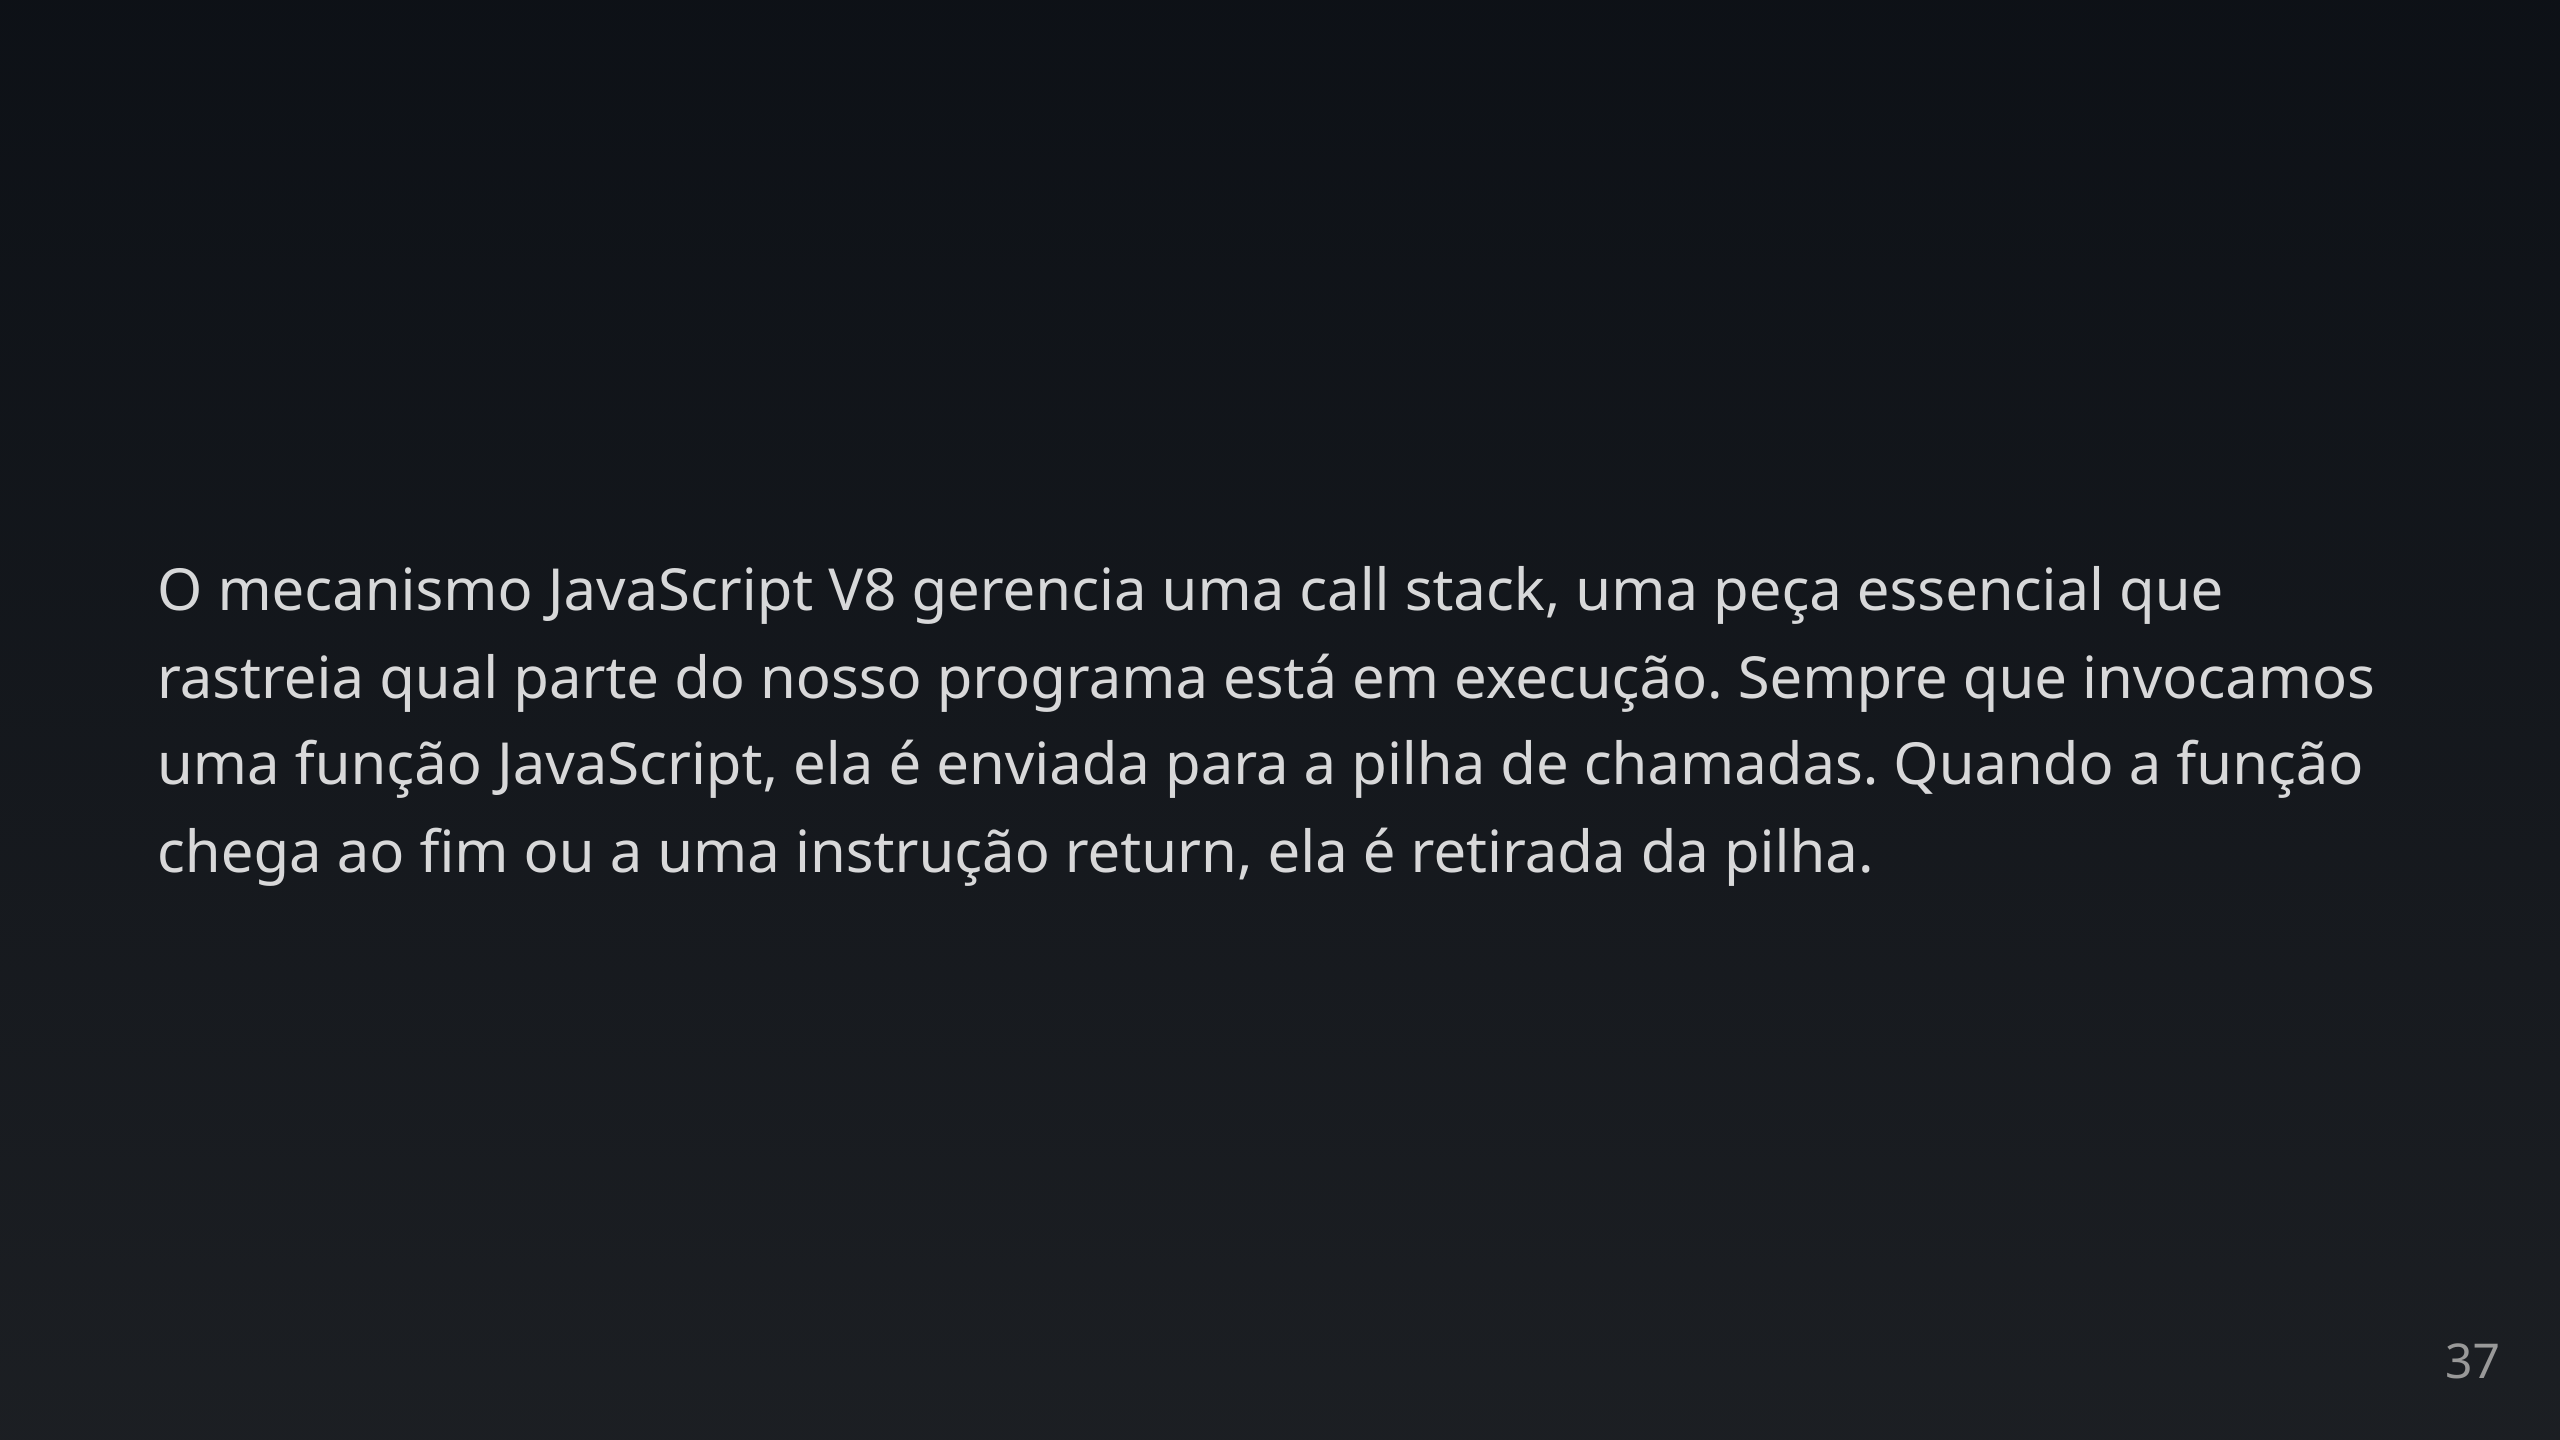 O mecanismo JavaScript V8 gerencia uma call stack, uma peça essencial que
rastreia qual parte do nosso programa está em execução. Sempre que invocamos
uma função JavaScript, ela é enviada para a pilha de chamadas. Quando a função
chega ao fim ou a uma instrução return, ela é retirada da pilha.
37